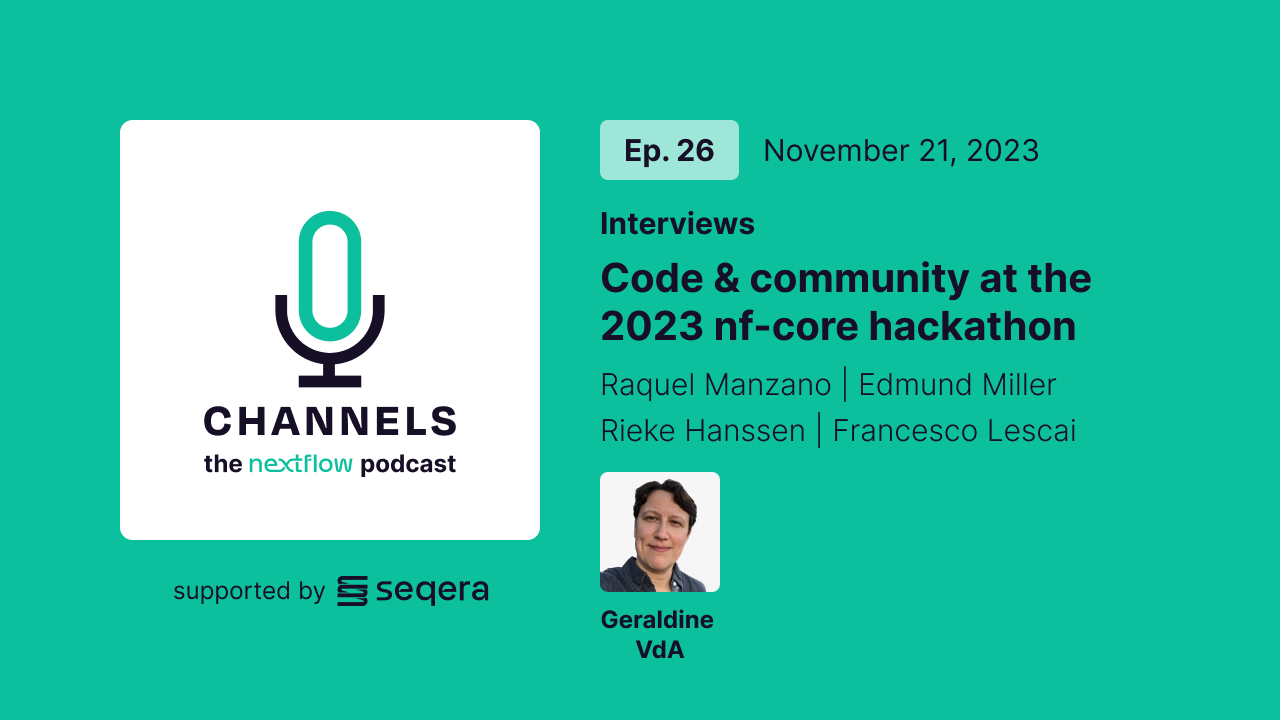 CHANNELS
the nextflow podcast
supported by seqera
Ep. 26
November 21, 2023
Interviews
Code & community at the
2023 nf-core hackathon
Raquel Manzano | Edmund Miller
Rieke Hanssen | Francesco Lescai
Geraldine
VdA